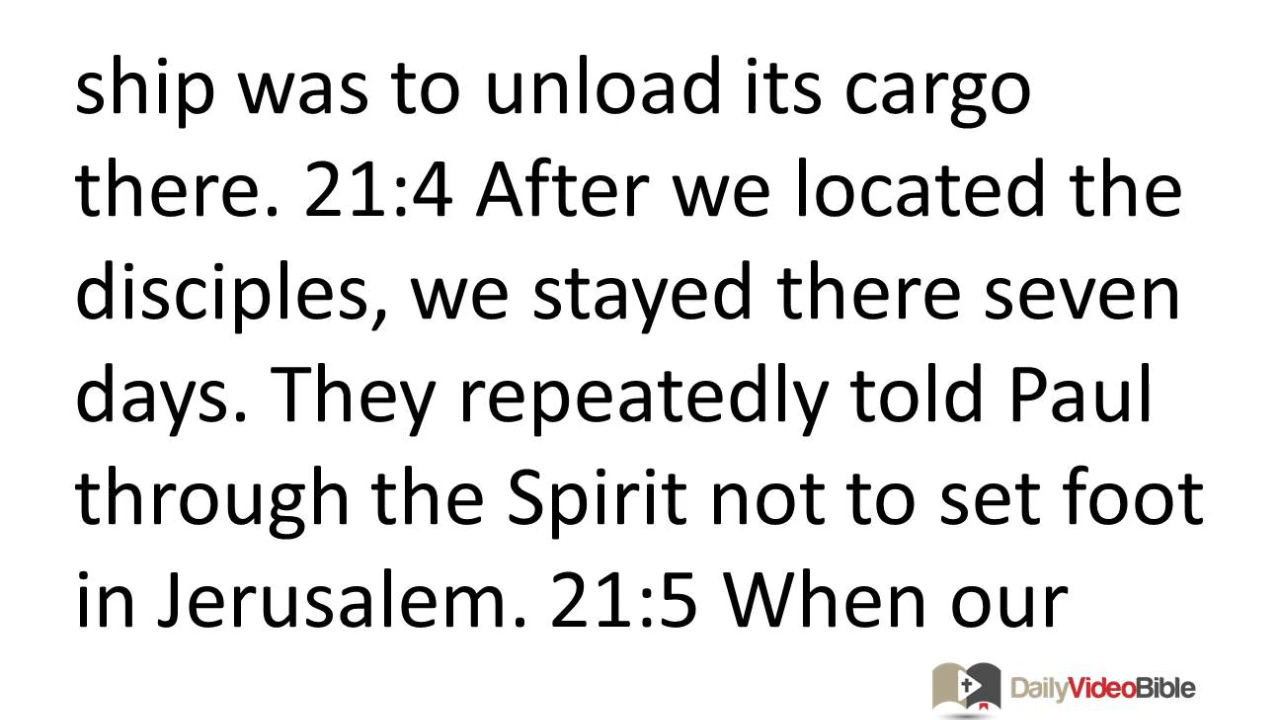 ship was to unload its cargo
there. 21:4 After we located the
disciples, we stayed there seven
days. They repeatedly told Paul
through the Spirit not to set foot
in Jerusalem. 21:5 When our
DailyVideoBible